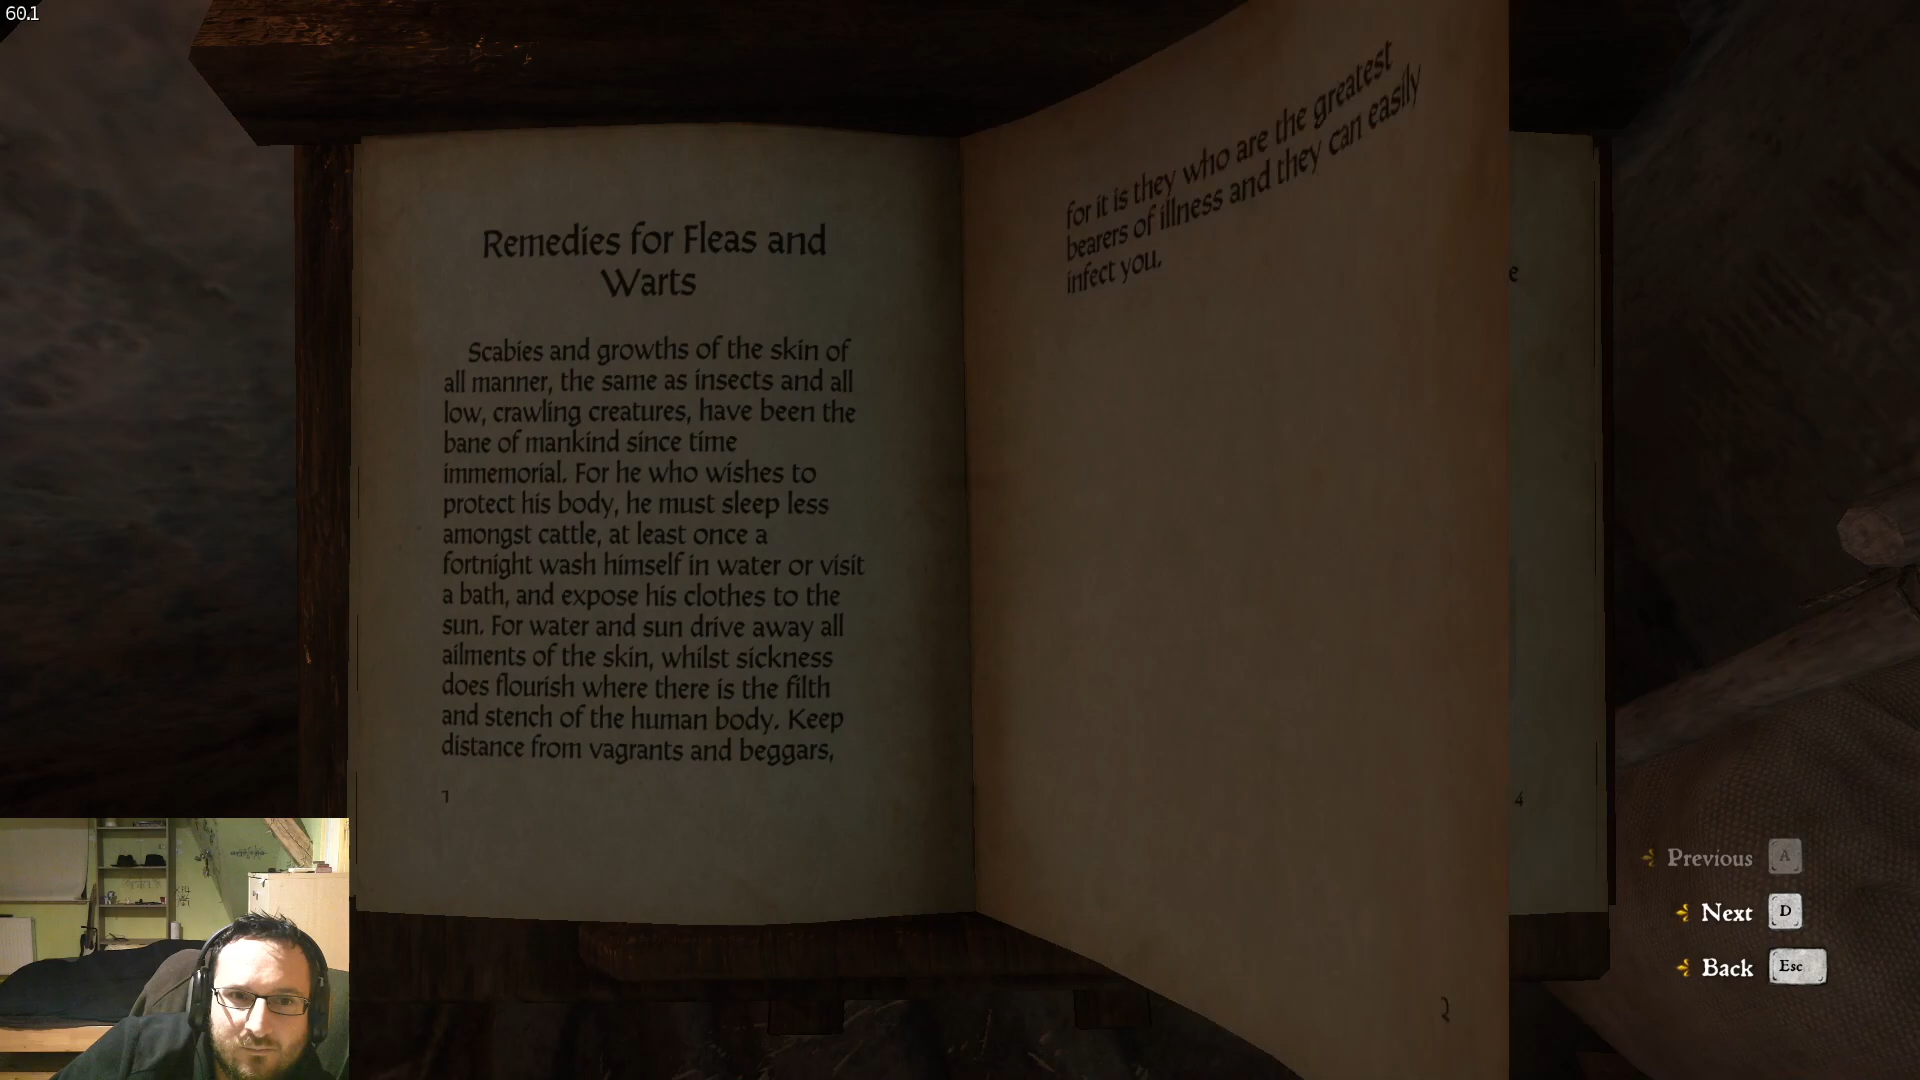 60.1
Remedies for Fleas and
Warts
Scabies and growths of the skin of
all manner, the same as insects and all
low, crawling creatures, have been the
bane of mankind since time
immemorial. For he who wishes to
protect his body, he must sleep less
amongst cattle, at least once a
fortnight wash himself in water or visit
a bath, and expose his clothes to the
sun. For water and sun drive away all
ailments of the skin, whilst sickness
does flourish where there is the filth
and stench of the human body. Keep
distance from vagrants and beggars,
1
for it is they who are the greatest
bearers of illness and they can easily
infect you.
2
e
4
Previous A
Next D
Back Esc